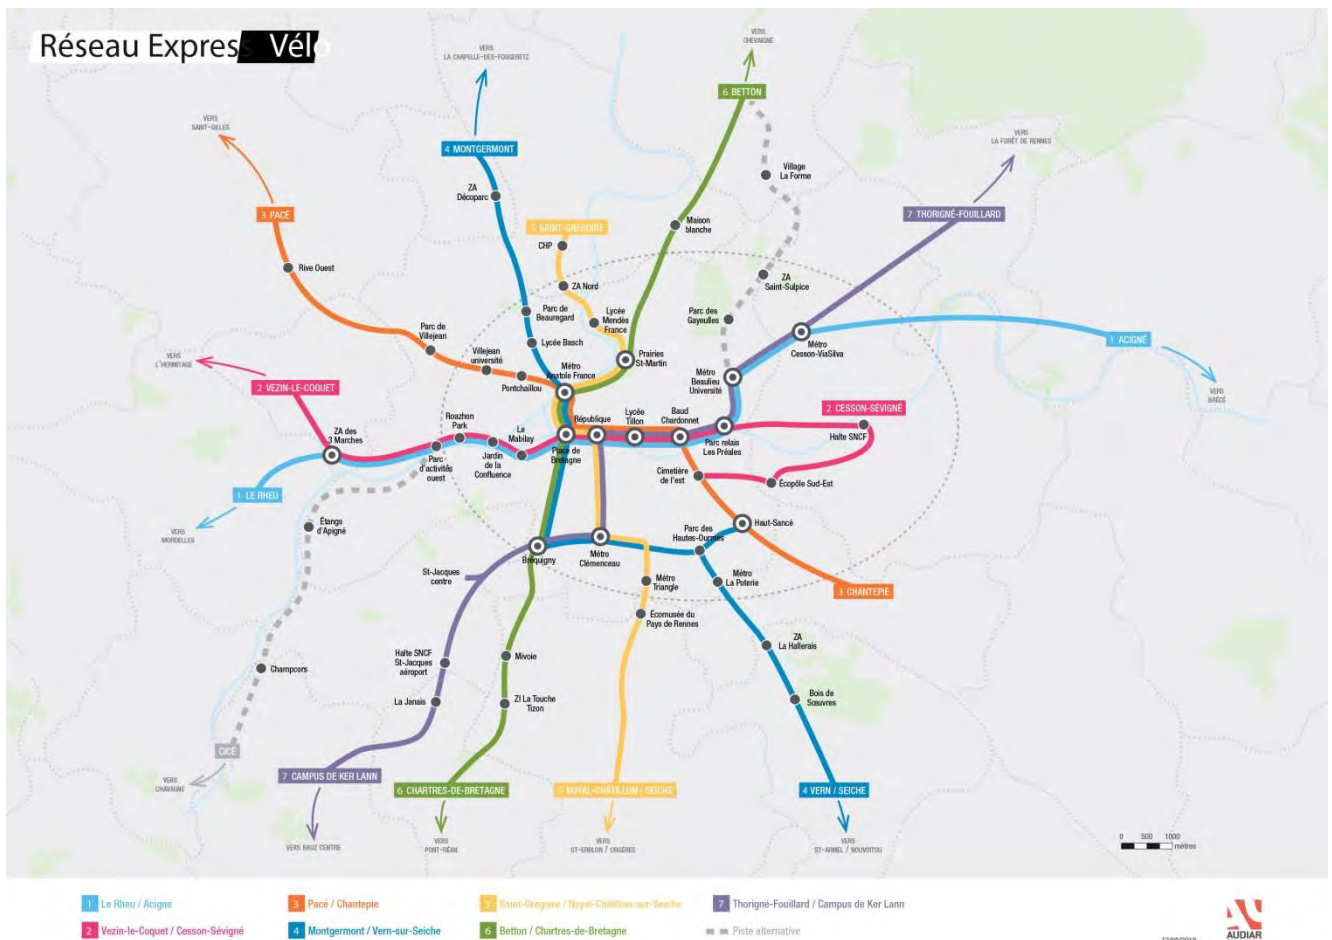 Réseau Express Vélo
VERS
LA CHAPELLE-DES-FOUGERETZ
VERS
CHEVAIGNÉ
6 BETTON
VERS
SAINT-GILLES
4 MONTGERMONT
VERS
LA FORÊT DE RENNES
ZA
Décoparc
Village
La Forme
3 PACÉ
5 SAINT-GRÉGOIRE
Maison
blanche
7 THORIGNÉ-FOUILLARD
CHP
Rive Ouest
ZA Nord
ZA
Saint-Sulpice
Parc de
Beauregard
Lycée
Mendès
France
Parc des
Gayeulles
Parc de
Villejean
Lycée Basch
Métro
Cesson-ViaSilva
1 ACIGNÉ
VERS
L'HERMITAGE
Villejean
université
Métro
Anatole France
Prairies
St-Martin
Métro
Beaulieu
Université
Pontchaillou
VERS
BRÉCÉ
2 VEZIN-LE-COQUET
ZA des
3 Marches
Roazhon
Park
Le
Mabilay
République
Lycée
Tillon
Baud
Chardonnet
2 CESSON-SÉVIGNÉ
Halte SNCF
Parc
d'activités
ouest
Jardin
de la
Confluence
Place de
Bretagne
Parc relais
Les Préales
Cimetière
de l'est
Écopôle Sud-Est
1 LE RHEU
VERS
MORDELLES
Étangs
d'Apigné
Parc des
Hautes-Ourmes
Haut-Sancé
Bréquigny
Métro
Clémenceau
St-Jacques
centre
Métro
Triangle
Métro
La Poterie
3 CHANTEPIE
Écomusée du
Pays de Rennes
ZA
La Hallerais
Halte SNCF
St-Jacques
aéroport
Mivoie
Champcors
La Janais
ZI La Touche
Tizon
Bois de
Sœuvres
CICÉ
VERS
CHAVAGNE
7 CAMPUS DE KER LANN
6 CHARTRES-DE-BRETAGNE
5 NOYAL-CHÂTILLON / SEICHE
4 VERN / SEICHE
VERS BRUZ CENTRE
VERS
PONT-RÉAN
VERS
ST-ERBLON / ORGÈRES
VERS
ST-ARMEL / NOUVOITOU
0 500 1000
mètres
1 Le Rheu / Acigne
3 Pacé / Chantepie
5 Saint-Grégore / Noyal-Châtillon-sur-Seiche
7 Thorigné-Fouillard / Campus de Ker Lann
2 Vezin-le-Coquet / Cesson-Sévigné
4 Montgermont / Vern-sur-Seiche
6 Betton / Chartres-de-Bretagne
Piste alternative
AUDIAR